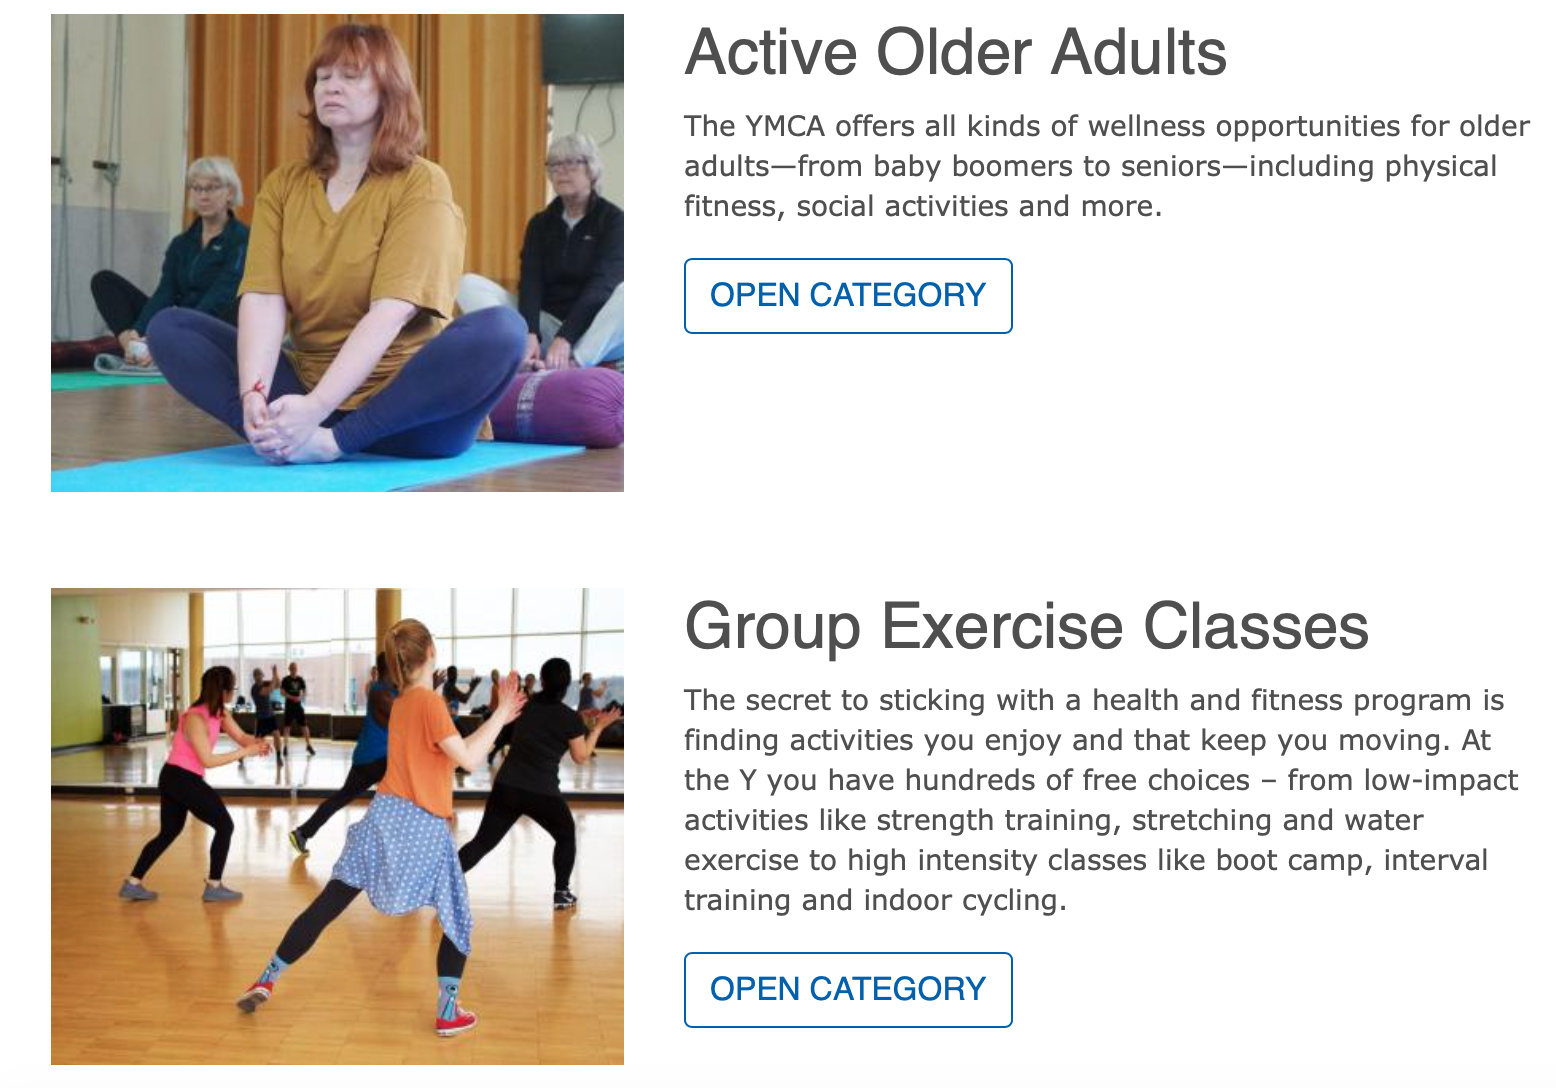 Active Older Adults
The YMCA offers all kinds of wellness opportunities for older
adults—from baby boomers to seniors—including physical
fitness, social activities and more.
OPEN CATEGORY
Group Exercise Classes
The secret to sticking with a health and fitness program is
finding activities you enjoy and that keep you moving. At
the Y you have hundreds of free choices – from low-impact
activities like strength training, stretching and water
exercise to high intensity classes like boot camp, interval
training and indoor cycling.
OPEN CATEGORY